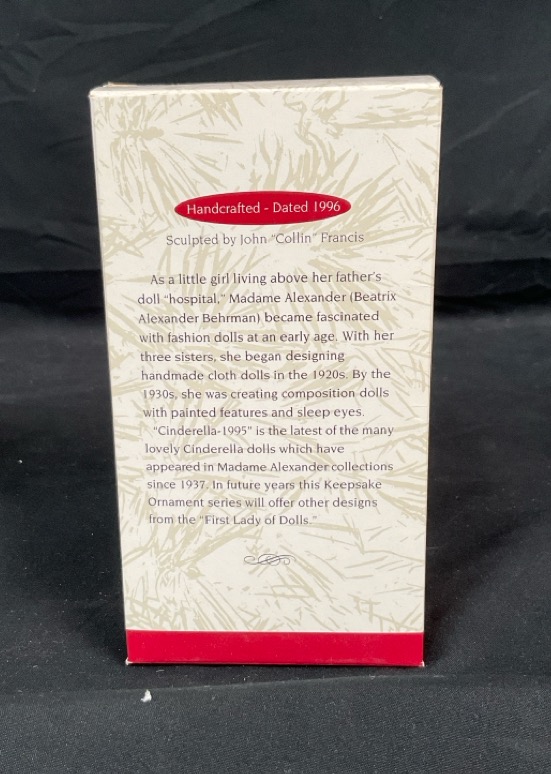 Handcrafted - Dated 1996
Sculpted by John "Collin" Francis
As a little girl living above her father's
doll "hospital," Madame Alexander (Beatrix
Alexander Behrman) became fascinated
with fashion dolls at an early age. With her
three sisters, she began designing
handmade cloth dolls in the 1920s. By the
1930s, she was creating composition dolls
with painted features and sleep eyes.
"Cinderella-1995" is the latest of the many
lovely Cinderella dolls which have
appeared in Madame Alexander collections
since 1937. In future years this Keepsake
Ornament series will offer other designs
from the "First Lady of Dolls."